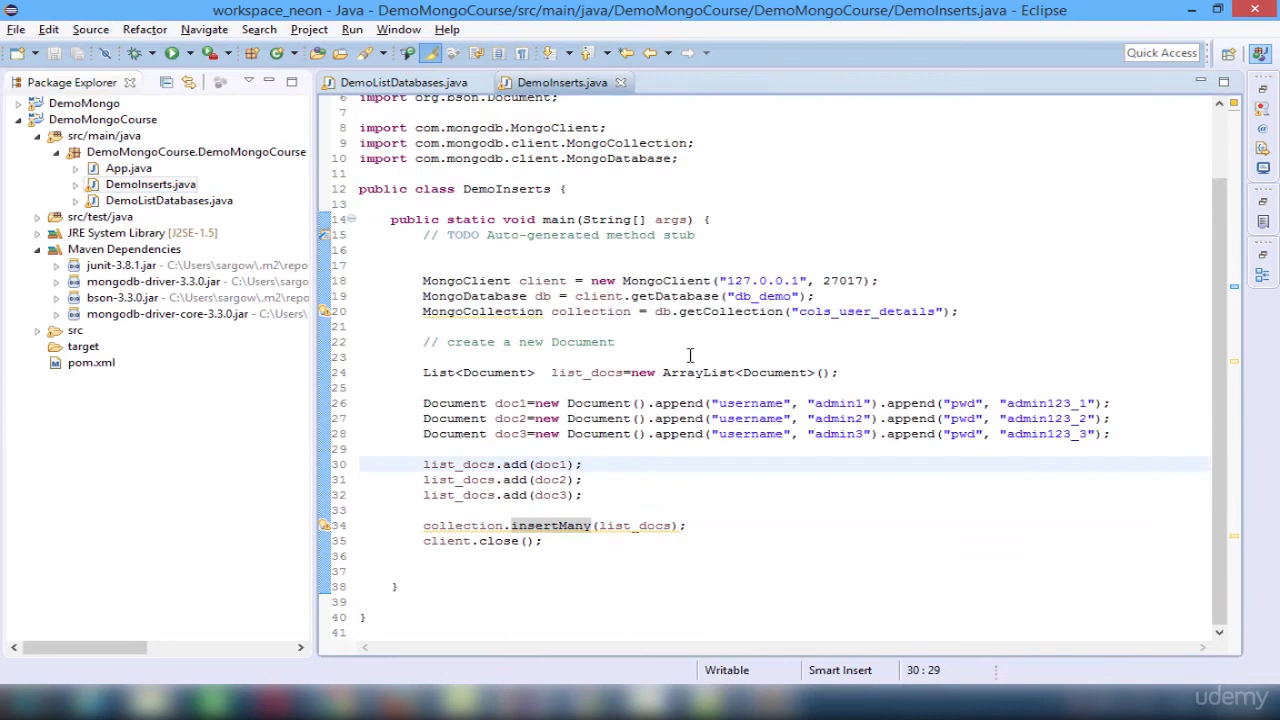 workspace_neon - Java - DemoMongoCourse/src/main/java/DemoMongoCourse/DemoMongoCourse/DemoInserts.java - Eclipse
File Edit Source Refactor Navigate Search Project Run Window Help
Quick Access
Package Explorer
DemoListDatabases.java DemoInserts.java
DemoMongo
DemoMongoCourse
src/main/java
DemoMongoCourse.DemoMongoCourse
App.java
DemoInserts.java
DemoListDatabases.java
src/test/java
JRE System Library [J2SE-1.5]
Maven Dependencies
junit-3.8.1.jar - C:\Users\sargow\.m2\repo
mongodb-driver-3.3.0.jar - C:\Users\sargow
bson-3.3.0.jar - C:\Users\sargow\.m2\repo
mongodb-driver-core-3.3.0.jar - C:\Users\
src
target
pom.xml
6 import org.bson.Document;
7
8 import com.mongodb.MongoClient;
9 import com.mongodb.client.MongoCollection;
10 import com.mongodb.client.MongoDatabase;
11
12 public class DemoInserts {
13
14 public static void main(String[] args) {
15 // TODO Auto-generated method stub
16
17
18 MongoClient client = new MongoClient("127.0.0.1", 27017);
19 MongoDatabase db = client.getDatabase("db_demo");
20 MongoCollection collection = db.getCollection("cols_user_details");
21
22 // create a new Document
23
24 List<Document> list_docs=new ArrayList<Document>();
25
26 Document doc1=new Document().append("username", "admin1").append("pwd", "admin123_1");
27 Document doc2=new Document().append("username", "admin2").append("pwd", "admin123_2");
28 Document doc3=new Document().append("username", "admin3").append("pwd", "admin123_3");
29
30 list_docs.add(doc1);
31 list_docs.add(doc2);
32 list_docs.add(doc3);
33
34 collection.insertMany(list_docs);
35 client.close();
36
37
38 }
39
40 }
41
Writable Smart Insert 30 : 29
udemy